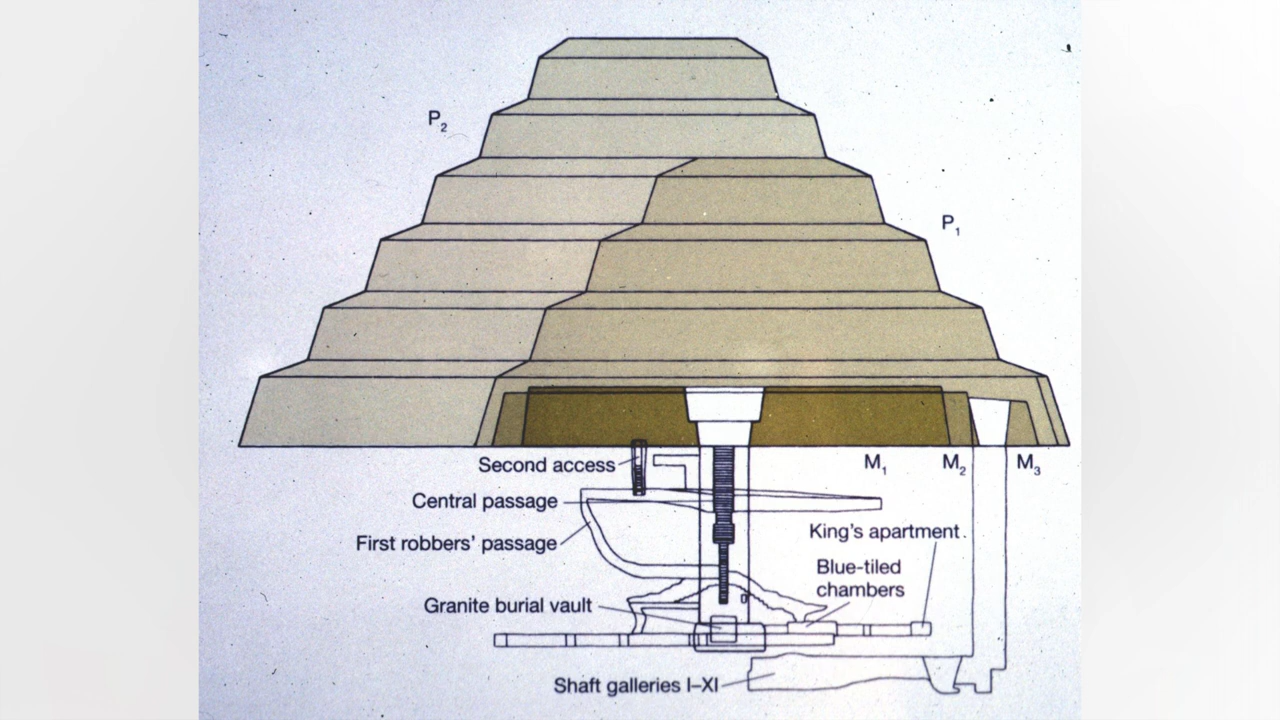 P2
P1
M1
M2
M3
Second access
Central passage
King's apartment
First robbers' passage
Blue-tiled
chambers
Granite burial vault
Shaft galleries I–XI